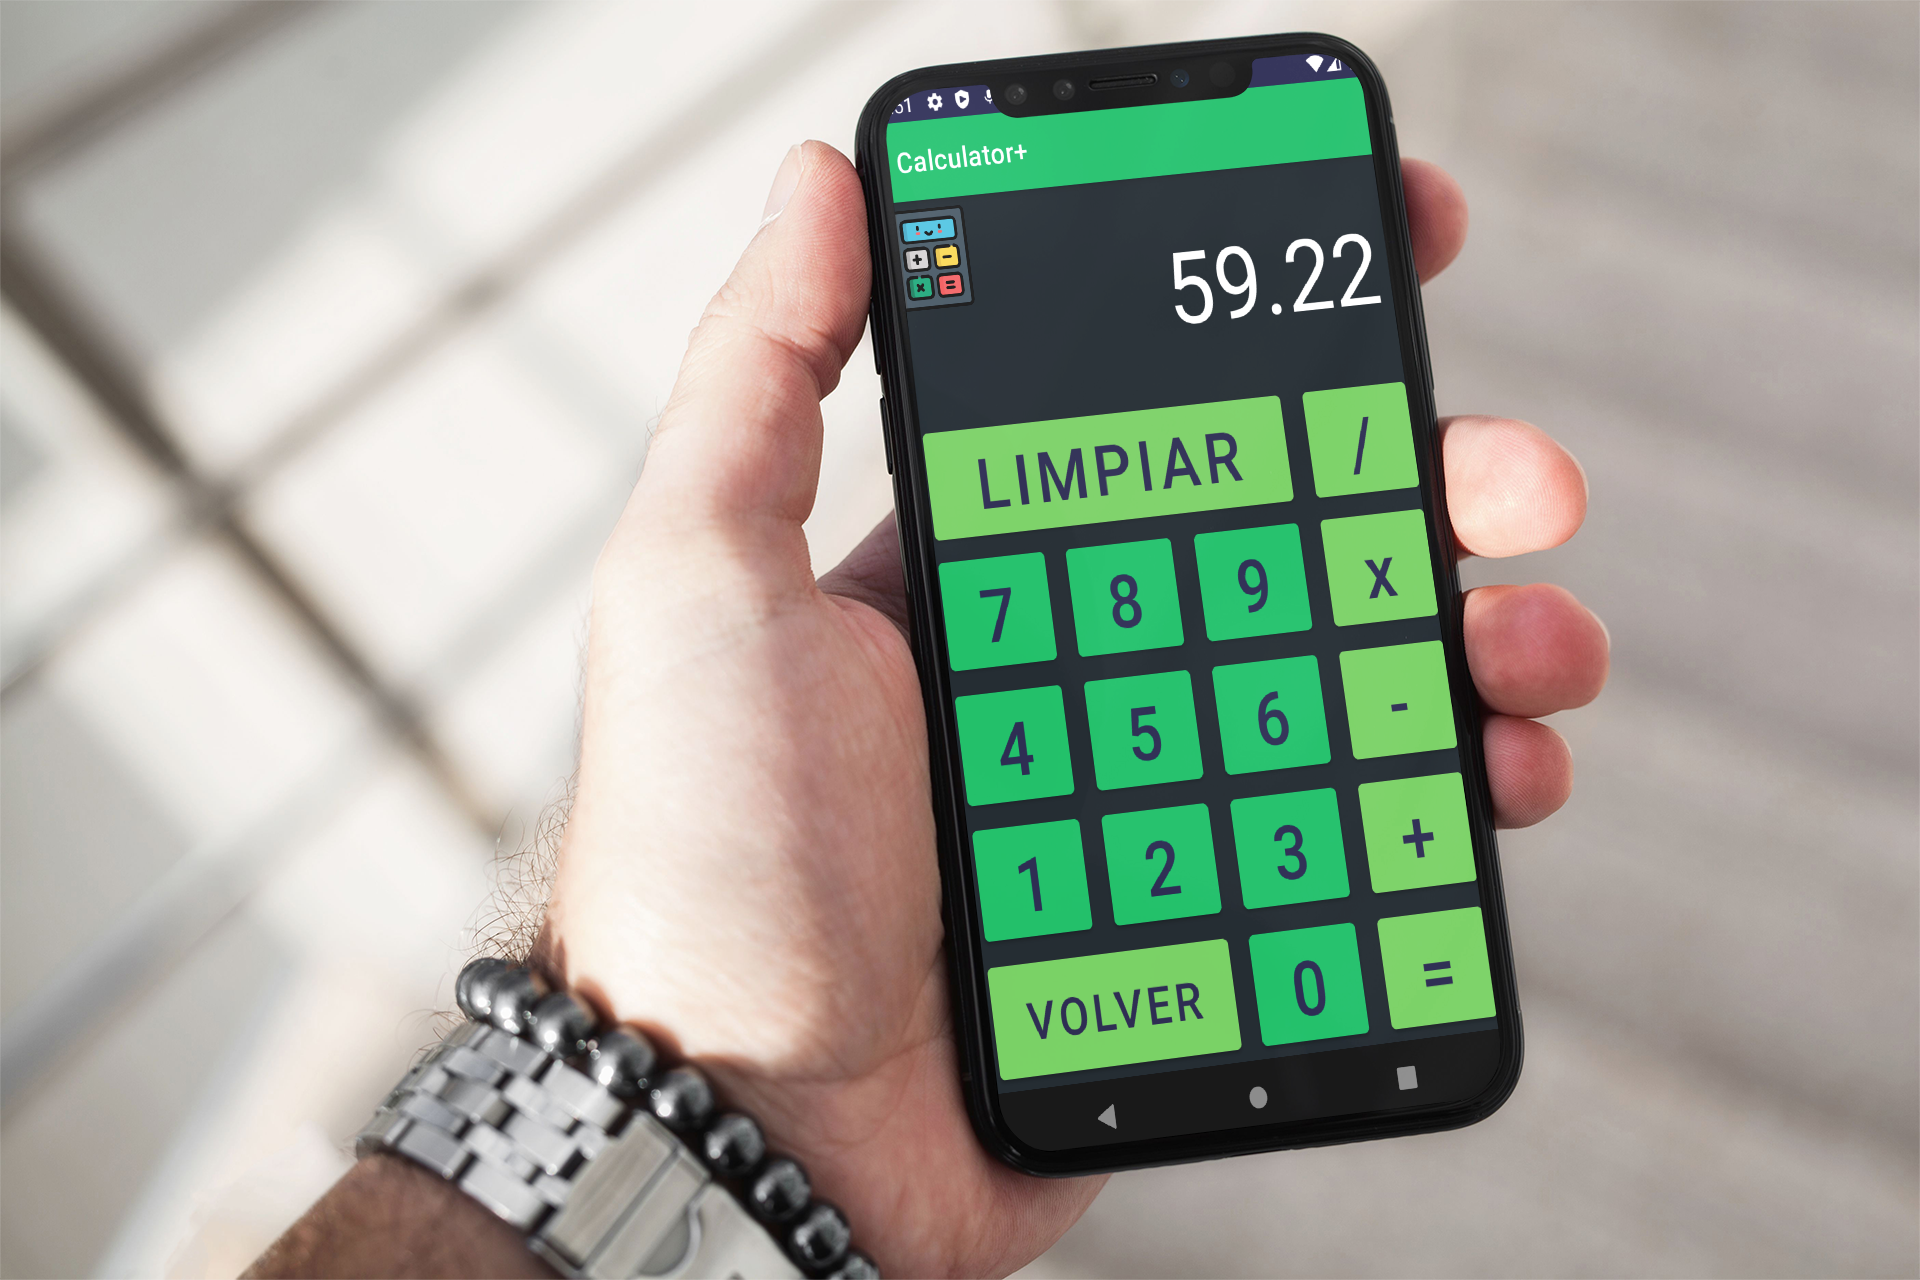 Calculator+
59.22
LIMPIAR /
7 8 9 x
4 5 6 -
1 2 3 +
VOLVER 0 =